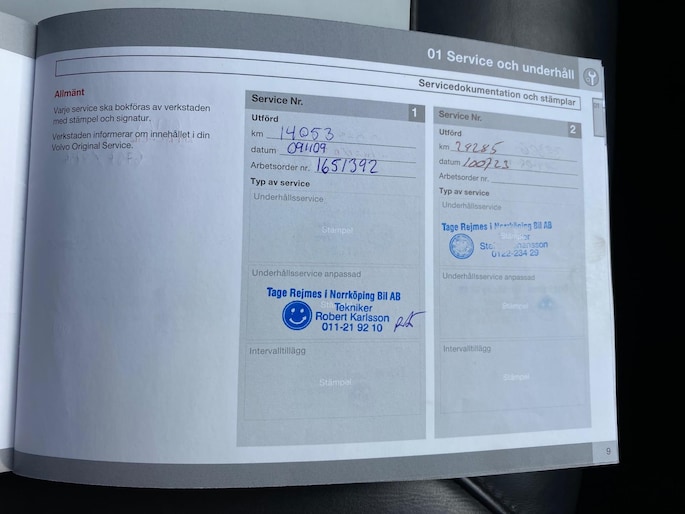 01 Service och underhåll
Servicedokumentation och stämplar
Allmänt
Varje service ska bokföras av verkstaden
med stämpel och signatur.
Verkstaden informerar om innehållet i din
Volvo Original Service.
Service Nr. 1
Utförd
km 14053
datum 091109
Arbetsorder nr. 1651392
Typ av service
Underhållsservice
Stämpel
Underhållsservice anpassad
Tage Rejmes i Norrköping Bil AB
Tekniker
Robert Karlsson
011-21 92 10
Intervalltillägg
Stämpel
Service Nr. 2
Utförd
km 29285
datum 100723
Arbetsorder nr.
Typ av service
Underhållsservice
Tage Rejmes i Norrköping Bil AB
0122-234 29
Underhållsservice anpassad
Stämpel
Intervalltillägg
Stämpel
9